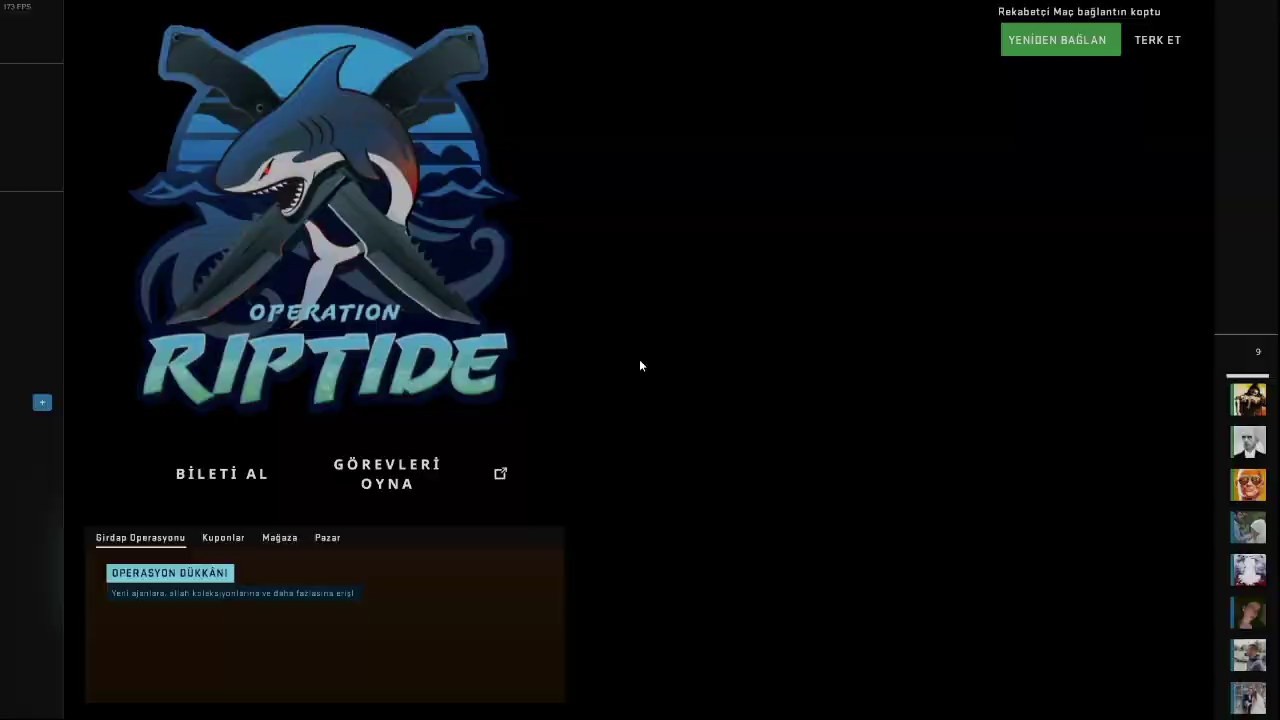 173 FPS
Rekabetçi Maç bağlantın koptu
YENİDEN BAĞLAN
TERK ET
OPERATION
RIPTIDE
BİLETİ AL
GÖREVLERİ
OYNA
9
Girdap Operasyonu Kuponlar Mağaza Pazar
OPERASYON DÜKKÂNI
Yeni ajanlara, silah koleksiyonlarına ve daha fazlasına eriş!